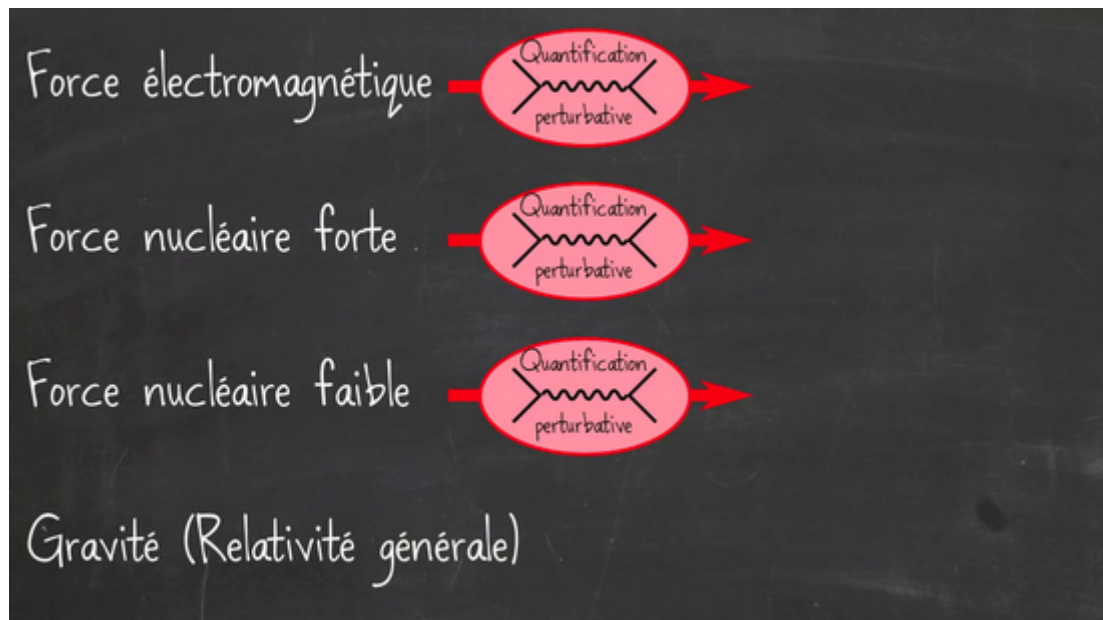 Force électromagnétique
Quantification
perturbative
Force nucléaire forte
Quantification
perturbative
Force nucléaire faible
Quantification
perturbative
Gravité (Relativité générale)